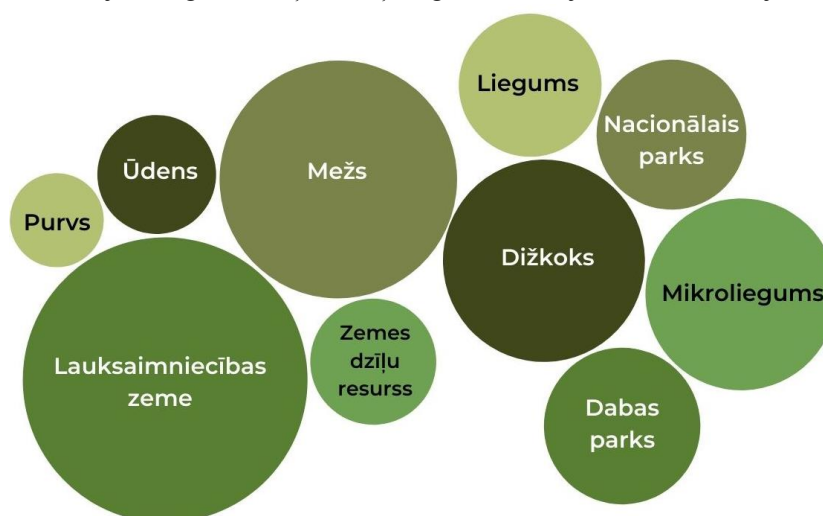 Liegums
Nacionālais
parks
Ūdens
Mežs
Purvs
Dižkoks
Mikroliegums
Zemes
dzīļu
resurss
Lauksaimniecības
zeme
Dabas
parks